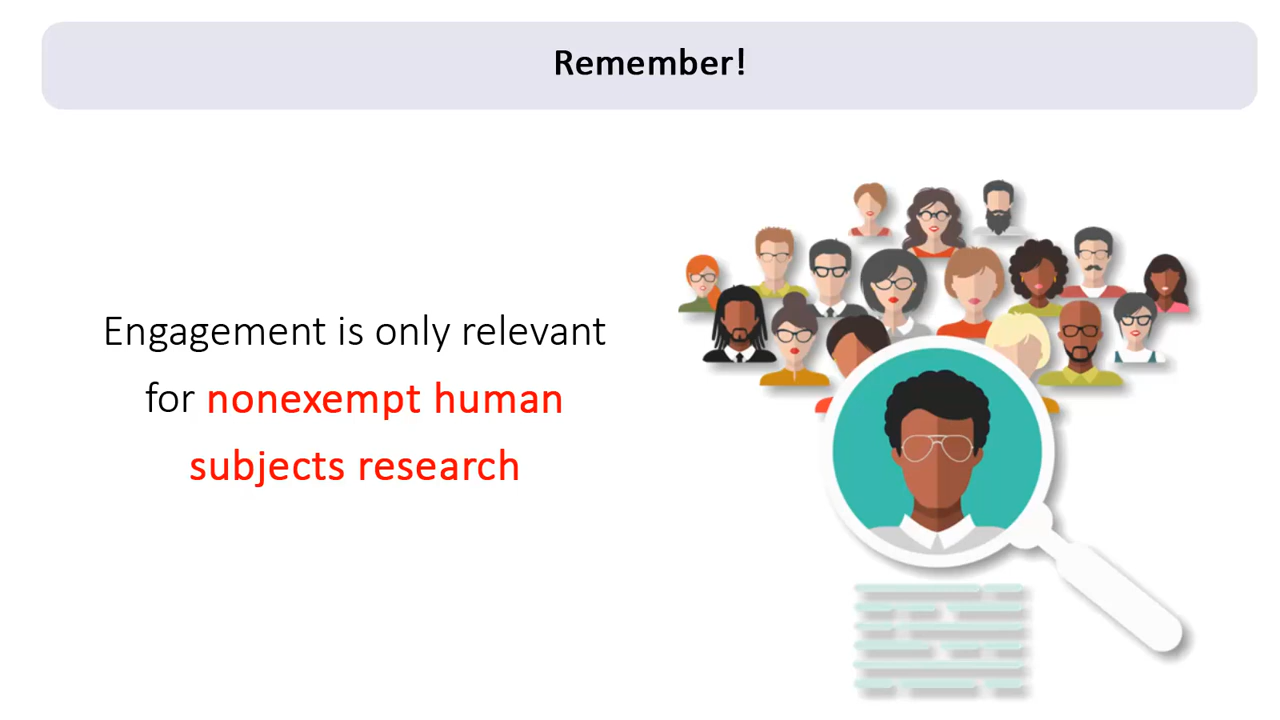 Remember!
Engagement is only relevant
for nonexempt human
subjects research